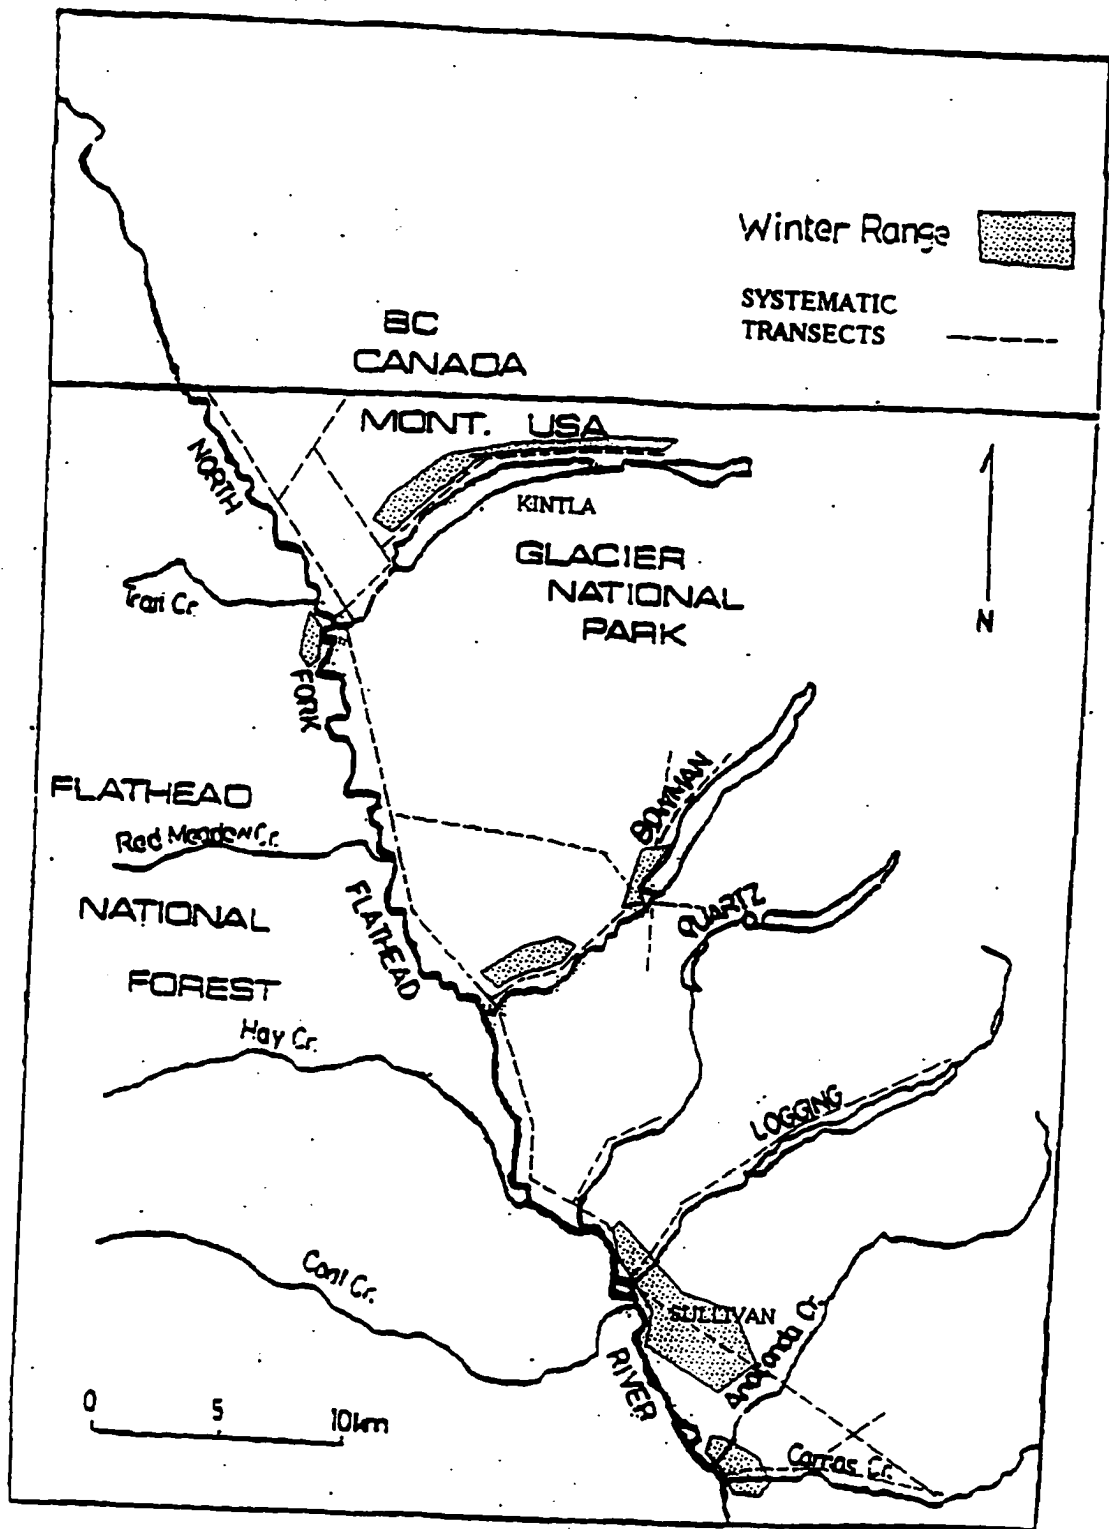 Winter Range
SYSTEMATIC
TRANSECTS
BC
CANADA
MONT. USA
NORTH
KINTLA
GLACIER
NATIONAL
PARK
N
Trail Cr.
FORK
BOWMAN
FLATHEAD
Red Meadow Cr.
FLATHEAD
QUARTZ
NATIONAL
FOREST
Hay Cr.
LOGGING
Coal Cr.
SULLIVAN
Anaconda Cr.
RIVER
0 5 10km
Camas Cr.